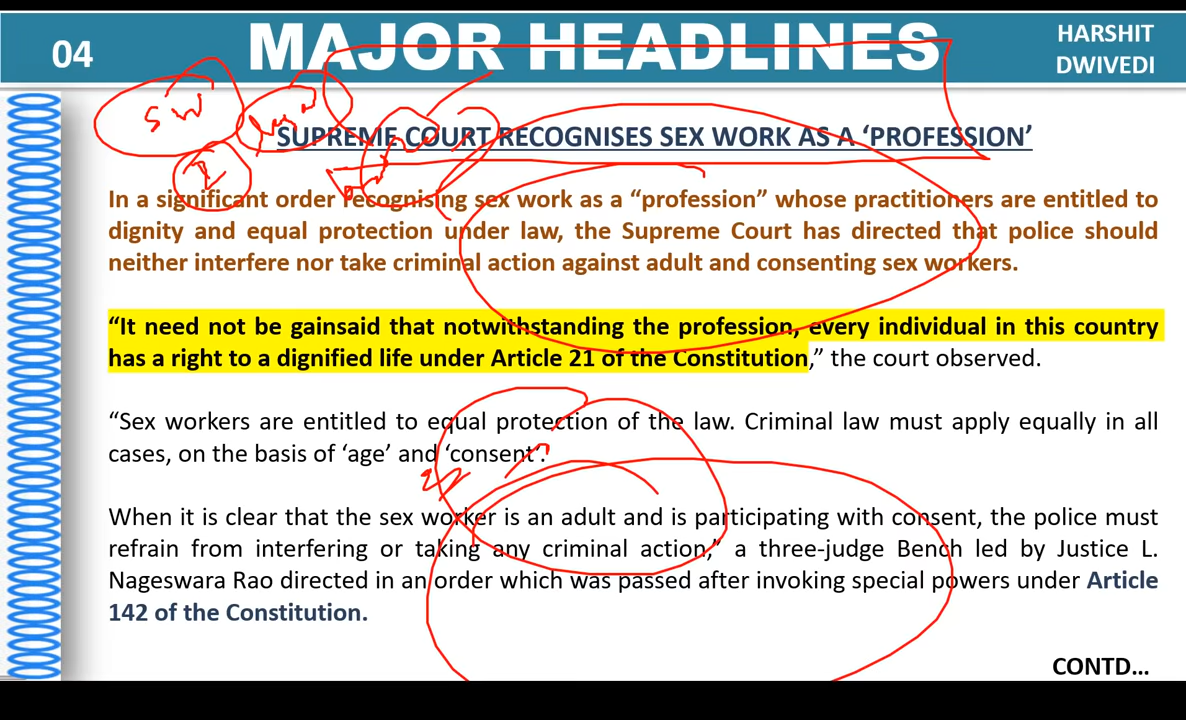 04
MAJOR HEADLINES
HARSHIT
DWIVEDI
SW
SUPREME COURT RECOGNISES SEX WORK AS A ‘PROFESSION’
In a significant order recognising sex work as a “profession” whose practitioners are entitled to
dignity and equal protection under law, the Supreme Court has directed that police should
neither interfere nor take criminal action against adult and consenting sex workers.
“It need not be gainsaid that notwithstanding the profession, every individual in this country
has a right to a dignified life under Article 21 of the Constitution,” the court observed.
“Sex workers are entitled to equal protection of the law. Criminal law must apply equally in all
cases, on the basis of ‘age’ and ‘consent’.
When it is clear that the sex worker is an adult and is participating with consent, the police must
refrain from interfering or taking any criminal action,” a three-judge Bench led by Justice L.
Nageswara Rao directed in an order which was passed after invoking special powers under Article
142 of the Constitution.
CONTD...